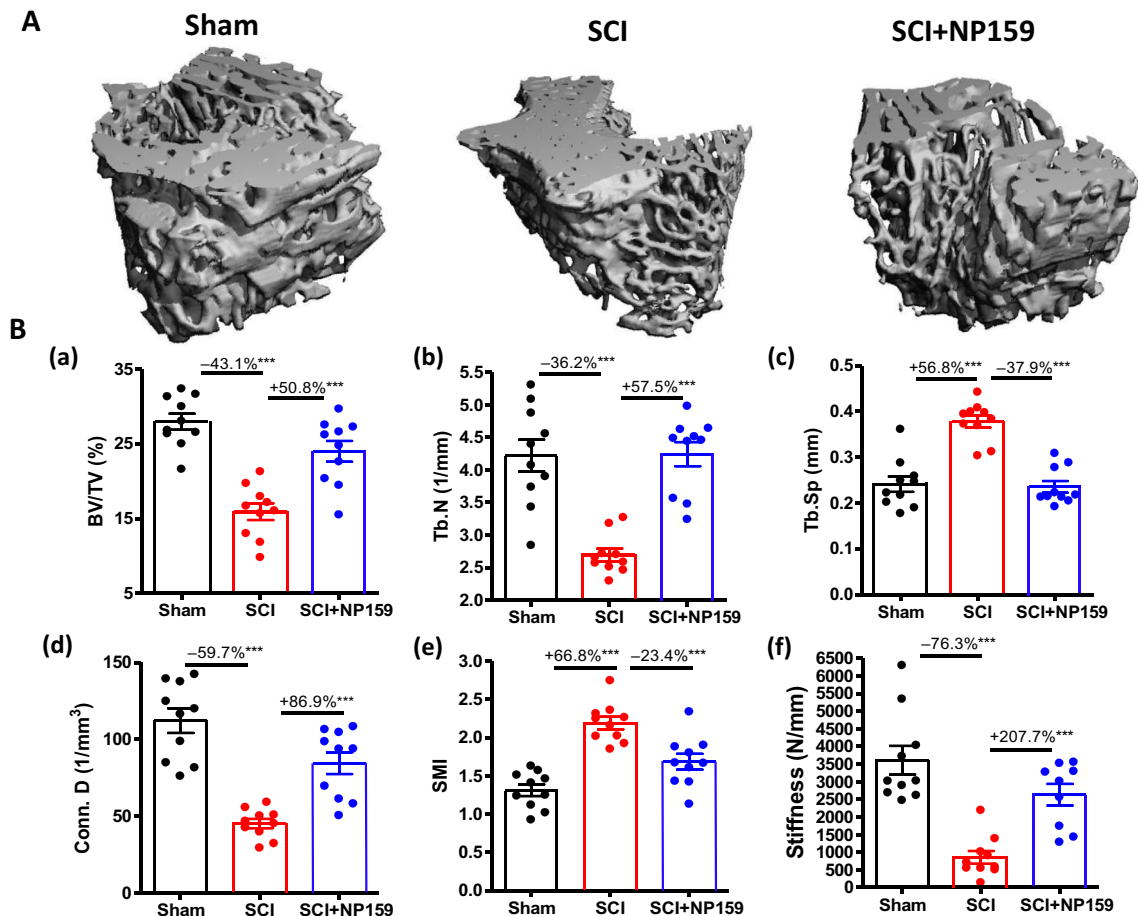 A
Sham
SCI
SCI+NP159
B
(a)
–43.1%***
+50.8%***
BV/TV (%)
35
25
15
5
Sham
SCI
SCI+NP159
(b)
–36.2%***
+57.5%***
Tb.N (1/mm)
5.5
5.0
4.5
4.0
3.5
3.0
2.5
2.0
Sham
SCI
SCI+NP159
(c)
+56.8%***
–37.9%***
Tb.Sp (mm)
0.5
0.4
0.3
0.2
0.1
0.0
Sham
SCI
SCI+NP159
(d)
–59.7%***
+86.9%***
Conn. D (1/mm³)
150
100
50
0
Sham
SCI
SCI+NP159
(e)
+66.8%***
–23.4%***
SMI
3.0
2.5
2.0
1.5
1.0
0.5
0.0
Sham
SCI
SCI+NP159
(f)
–76.3%***
+207.7%***
Stiffness (N/mm)
6500
6000
5500
5000
4500
4000
3500
3000
2500
2000
1500
1000
500
0
Sham
SCI
SCI+NP159